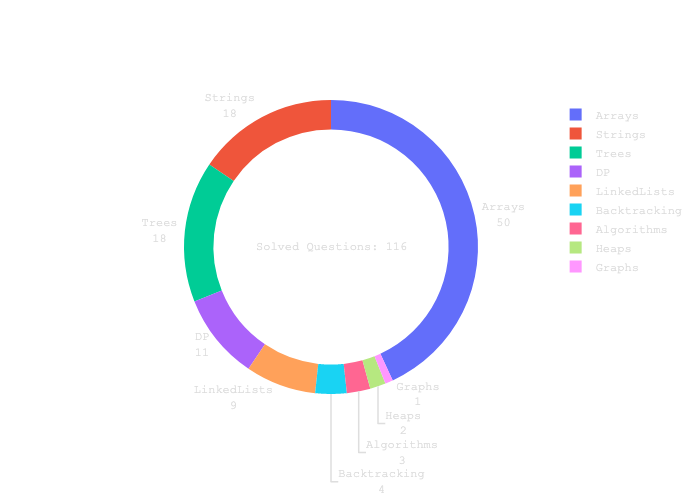 Strings
18
Arrays
50
Trees
18
Solved Questions: 116
DP
11
LinkedLists
9
Graphs
1
Heaps
2
Algorithms
3
Backtracking
4
Arrays
Strings
Trees
DP
LinkedLists
Backtracking
Algorithms
Heaps
Graphs